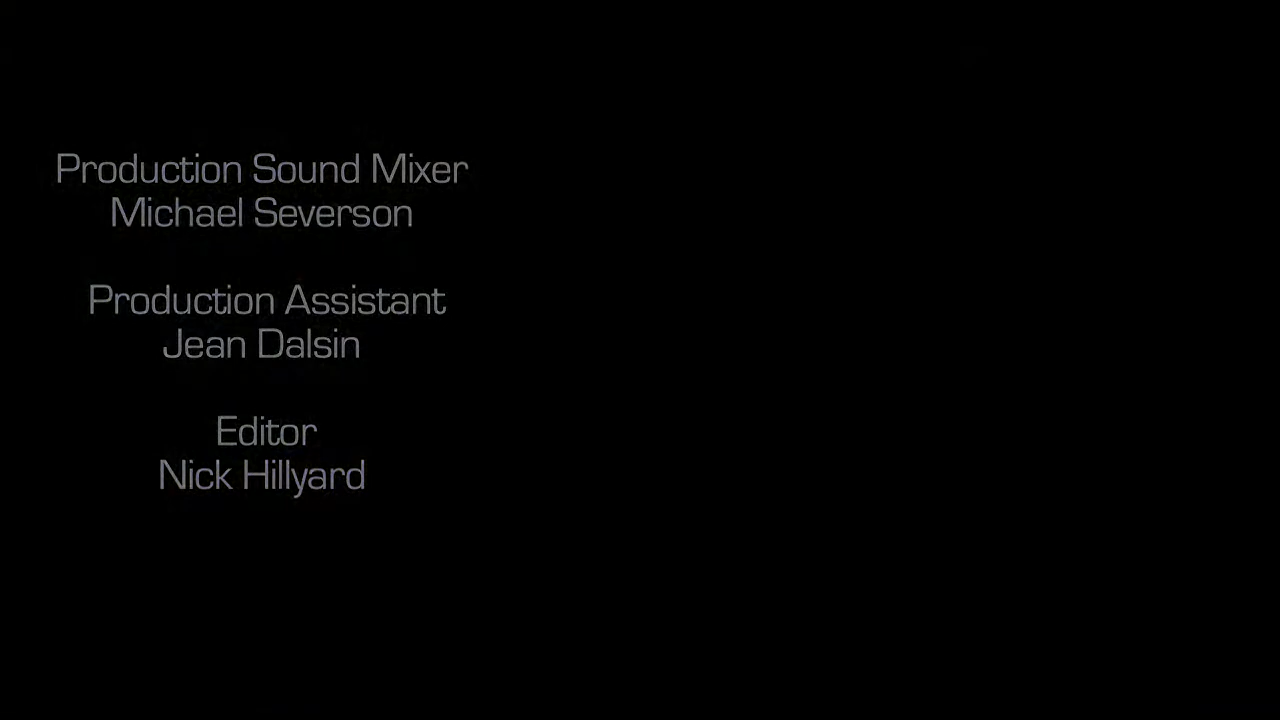 Production Sound Mixer
Michael Severson
Production Assistant
Jean Dalsin
Editor
Nick Hillyard